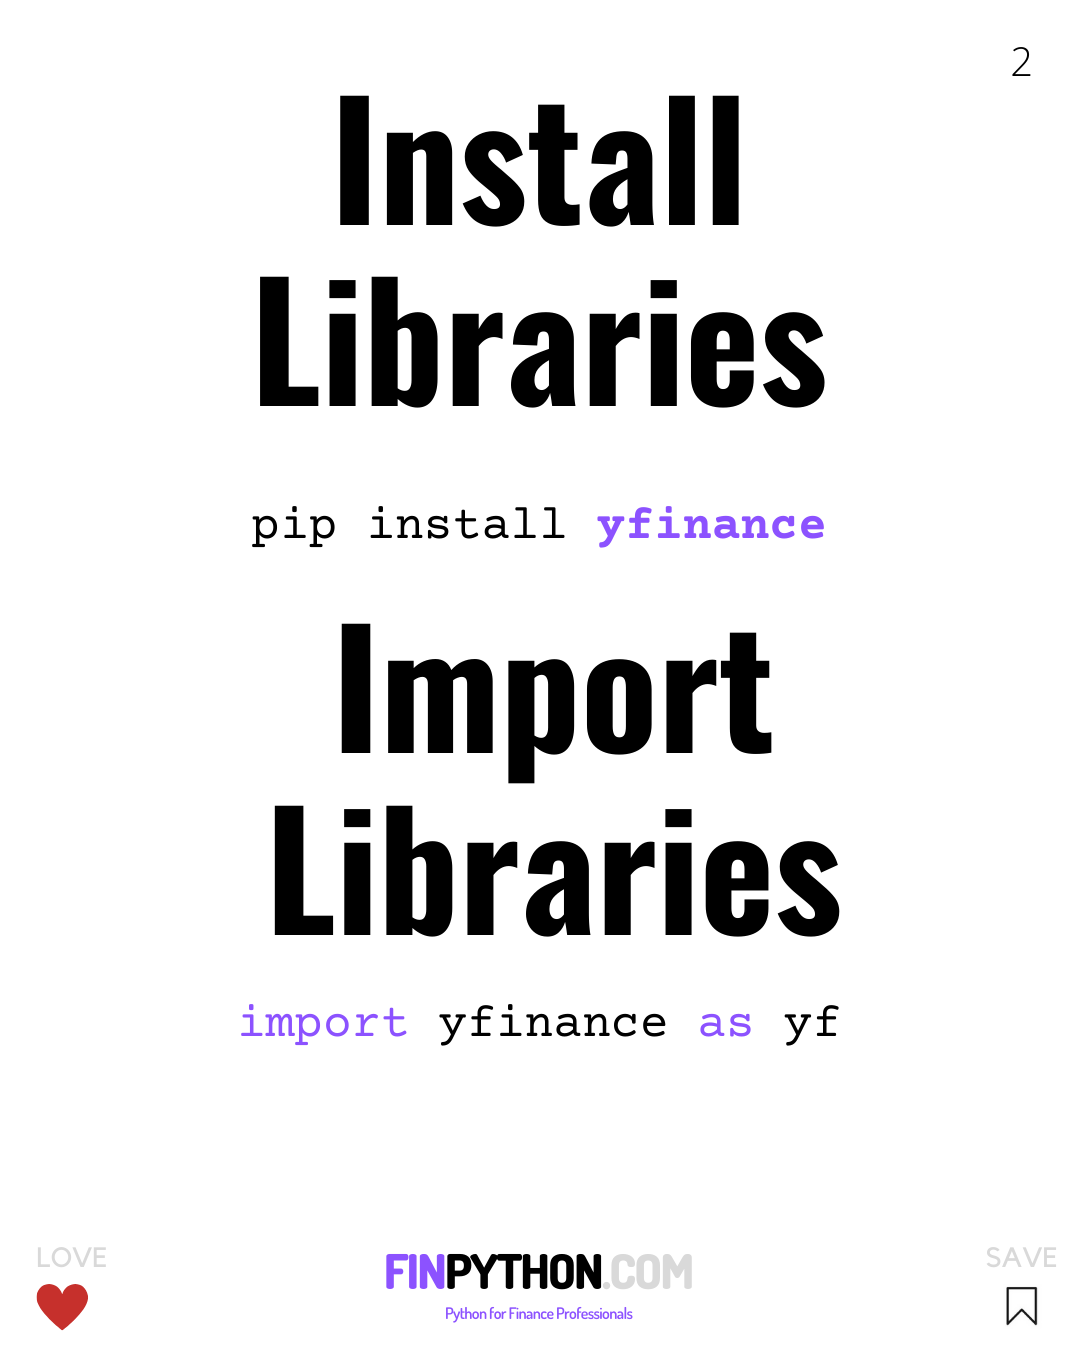 2
Install
Libraries
pip install yfinance
Import
Libraries
import yfinance as yf
LOVE
FINPYTHON.COM
Python for Finance Professionals
SAVE